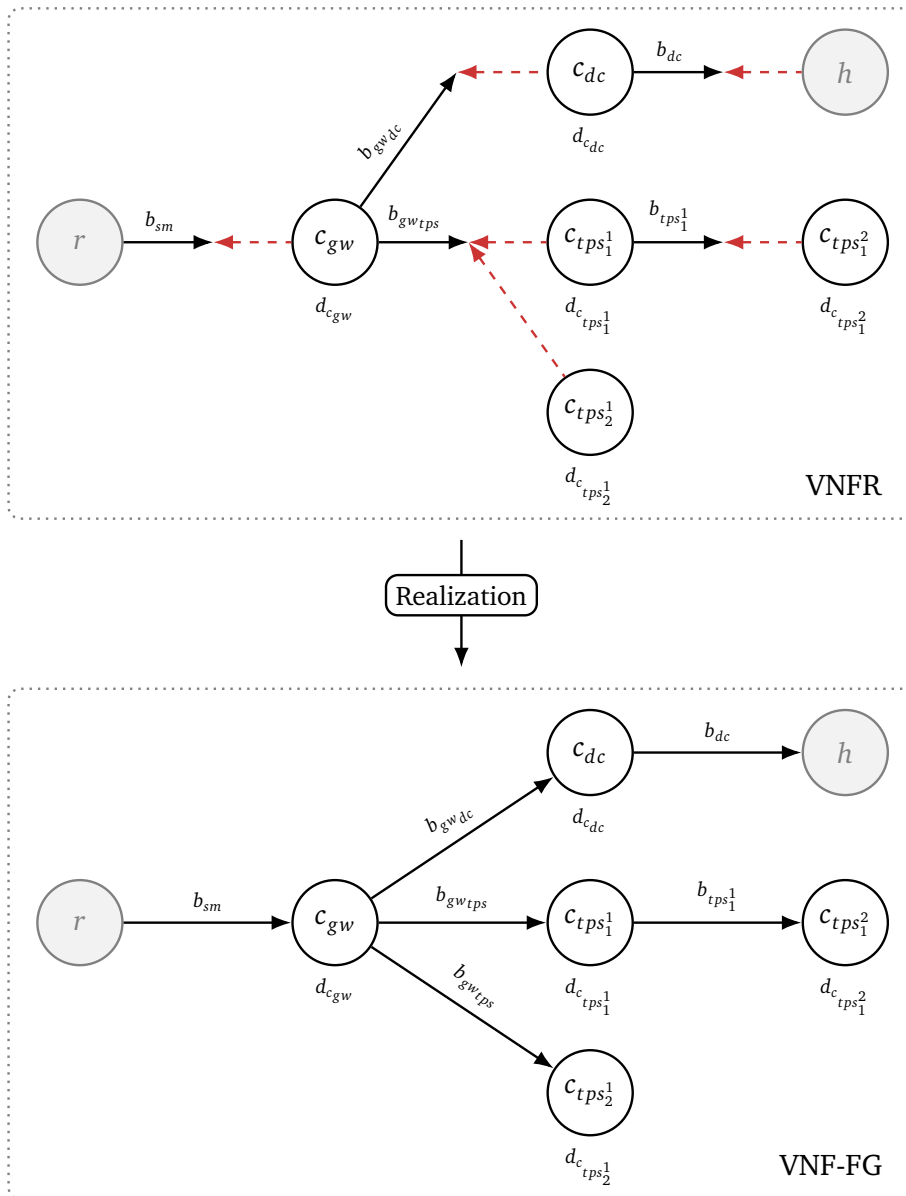 c_{dc} b_{dc} h
d_{c_{dc}}
b_{gw_{dc}}
r b_{sm} c_{gw} b_{gw_{tps}} c_{tps_1^1} b_{tps_1^1} c_{tps_1^2}
d_{c_{gw}} d_{c_{tps_1^1}} d_{c_{tps_1^2}}
c_{tps_2^1}
d_{c_{tps_2^1}}
VNFR
Realization
c_{dc} b_{dc} h
d_{c_{dc}}
b_{gw_{dc}}
r b_{sm} c_{gw} b_{gw_{tps}} c_{tps_1^1} b_{tps_1^1} c_{tps_1^2}
d_{c_{gw}} d_{c_{tps_1^1}} d_{c_{tps_1^2}}
b_{gw_{tps}}
c_{tps_2^1}
d_{c_{tps_2^1}}
VNF-FG